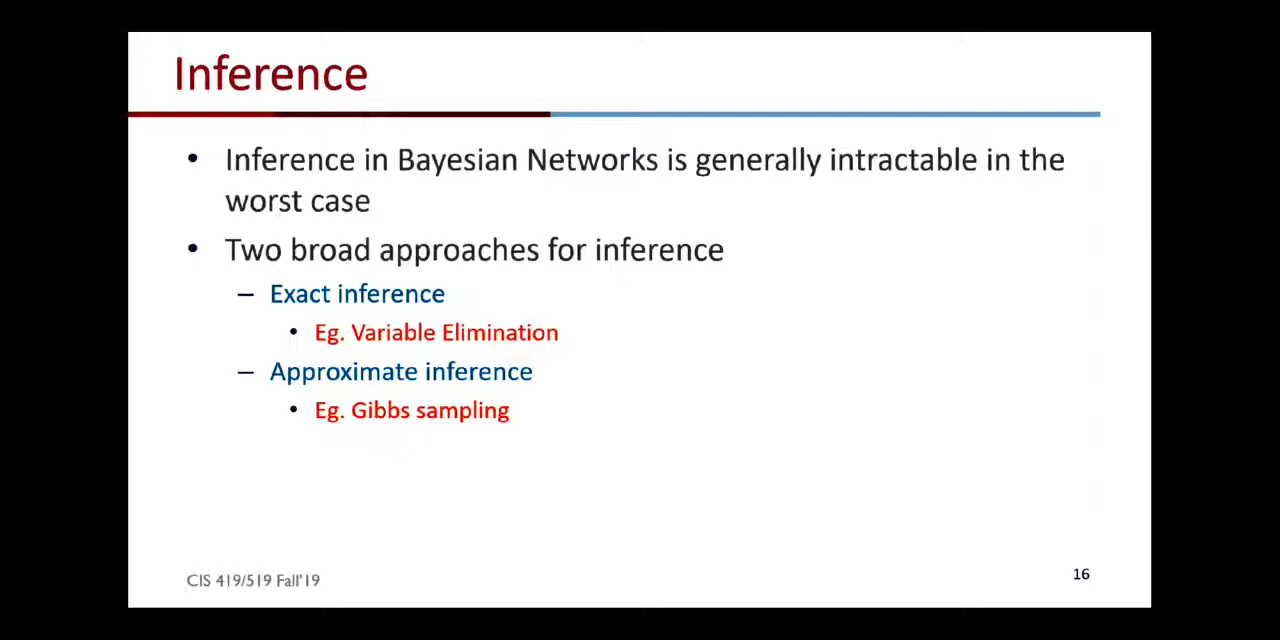 Inference
• Inference in Bayesian Networks is generally intractable in the
worst case
• Two broad approaches for inference
– Exact inference
• Eg. Variable Elimination
– Approximate inference
• Eg. Gibbs sampling
CIS 419/519 Fall'19
16